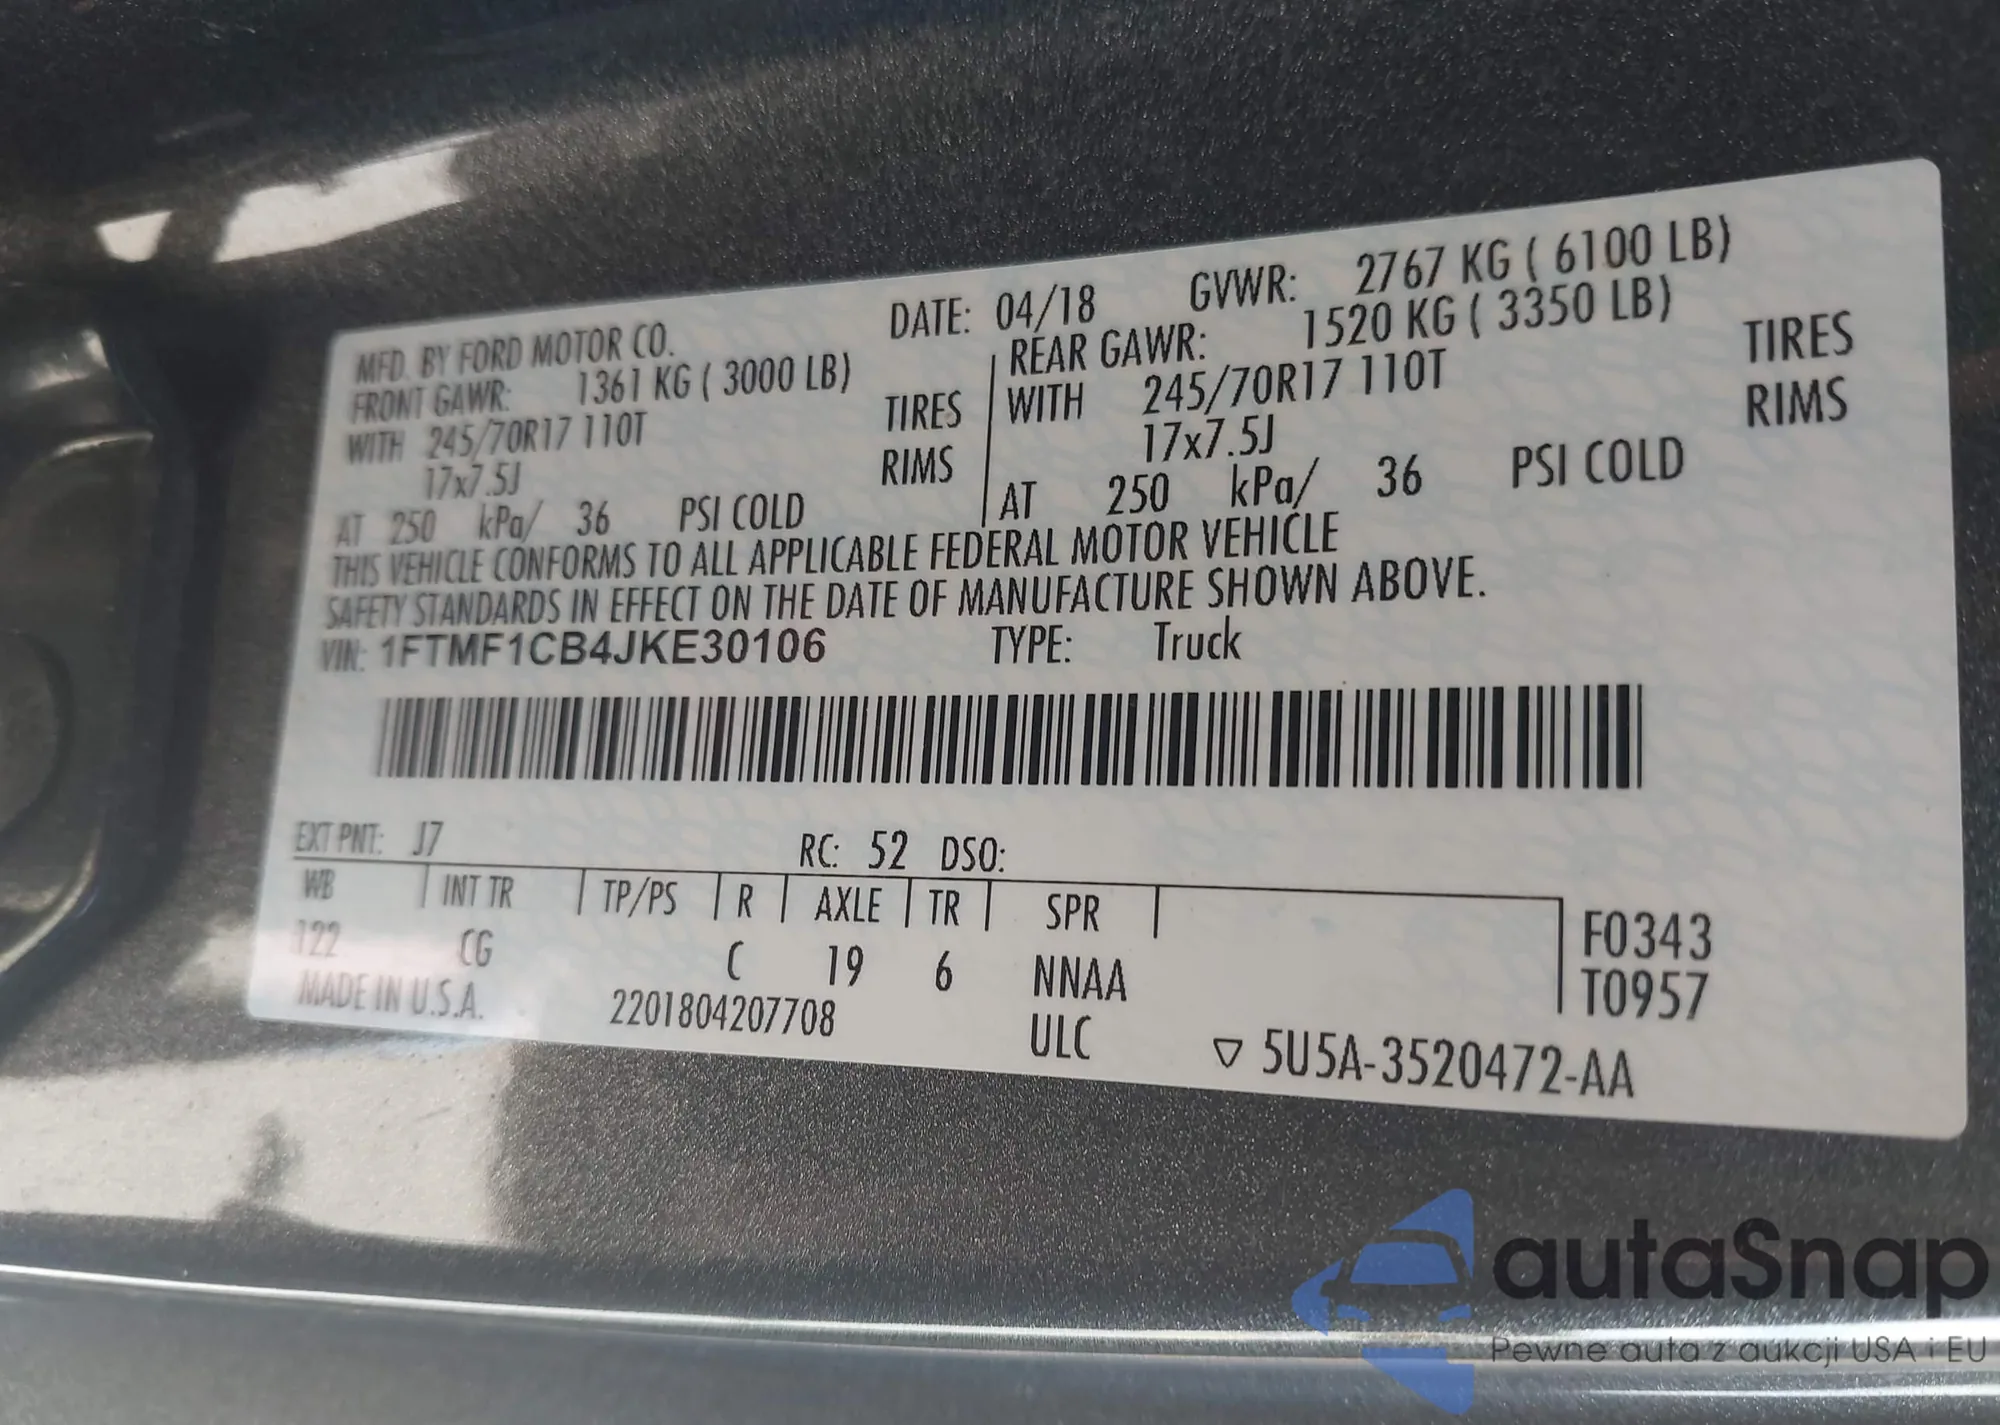 MFD. BY FORD MOTOR CO. DATE: 04/18 GVWR: 2767 KG ( 6100 LB)
FRONT GAWR: 1361 KG ( 3000 LB) REAR GAWR: 1520 KG ( 3350 LB)
WITH 245/70R17 110T TIRES WITH 245/70R17 110T TIRES
17x7.5J RIMS 17x7.5J RIMS
AT 250 kPa/ 36 PSI COLD AT 250 kPa/ 36 PSI COLD
THIS VEHICLE CONFORMS TO ALL APPLICABLE FEDERAL MOTOR VEHICLE
SAFETY STANDARDS IN EFFECT ON THE DATE OF MANUFACTURE SHOWN ABOVE.
VIN: 1FTMF1CB4JKE30106 TYPE: Truck
EXT PNT: J7 RC: 52 DSO:
WB INT TR TP/PS R AXLE TR SPR
122 CG C 19 6 NNAA F0343
T0957
MADE IN U.S.A. 2201804207708 ULC ▽ 5U5A-3520472-AA
autaSnap
Pewne auta z aukcji USA i EU